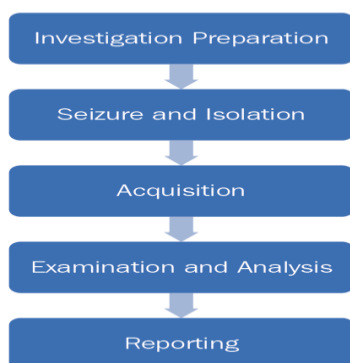 Investigation Preparation
Seizure and Isolation
Acquisition
Examination and Analysis
Reporting